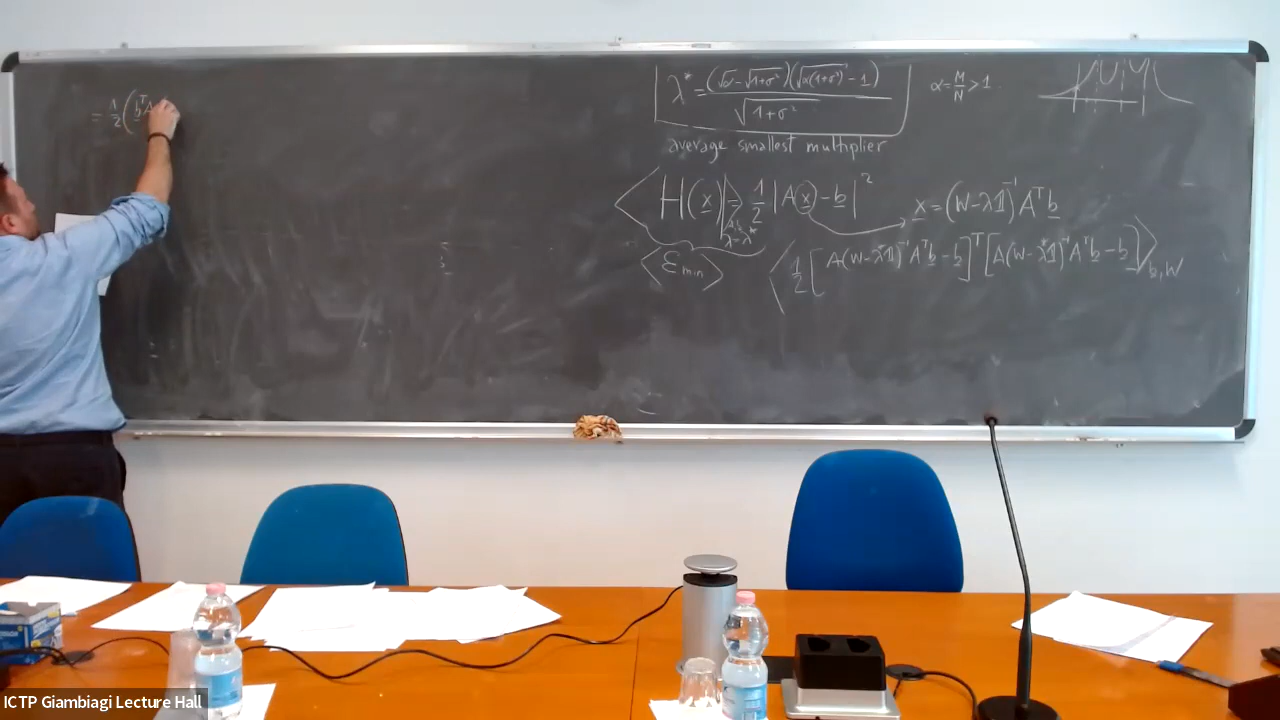 = 1/2 (b^T A
λ* = (√α - √1+σ²)(√α(1+σ²) - 1) / √1+σ²
α = M/N > 1
average smallest multiplier
⟨H(x)⟩ = 1/2 |Ax - b|²
x = (W - λ1)^-1 A^T b
λ=λ*
⟨ε min⟩
⟨1/2 [A(W - λ*1)^-1 A^T b - b]^T [A(W - λ*1)^-1 A^T b - b]⟩ b,W
ICTP Giambiagi Lecture Hall